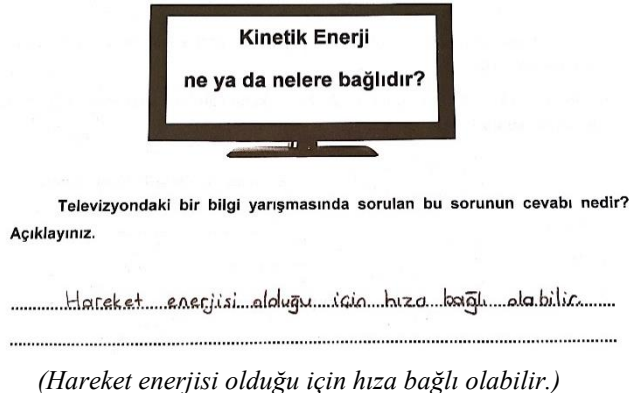 Kinetik Enerji
ne ya da nelere bağlıdır?
Televizyondaki bir bilgi yarışmasında sorulan bu sorunun cevabı nedir?
Açıklayınız.
Hareket enerjisi olduğu için hıza bağlı olabilir.
(Hareket enerjisi olduğu için hıza bağlı olabilir.)